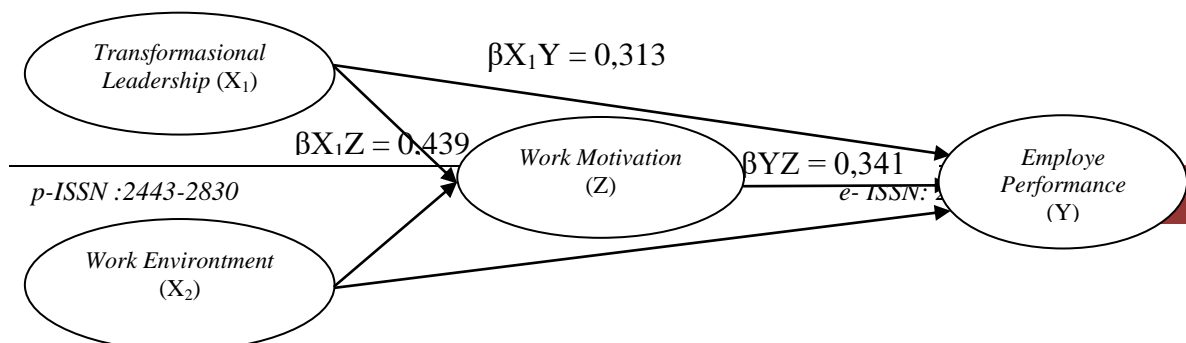 Transformasional
Leadership (X₁)
βX₁Y = 0,313
βX₁Z = 0,439
Work Motivation
(Z)
βYZ = 0,341
Employe
Performance
(Y)
p-ISSN :2443-2830
e- ISSN:
Work Environtment
(X₂)